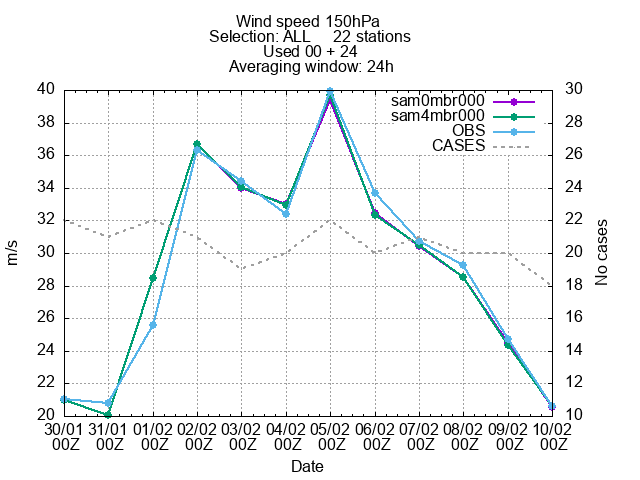 Wind speed 150hPa
Selection: ALL 22 stations
Used 00 + 24
Averaging window: 24h
sam0mbr000
sam4mbr000
OBS
CASES
40
38
36
34
32
30
28
26
24
22
20
m/s
30
28
26
24
22
20
18
16
14
12
10
No cases
30/01 31/01 01/02 02/02 03/02 04/02 05/02 06/02 07/02 08/02 09/02 10/02
00Z 00Z 00Z 00Z 00Z 00Z 00Z 00Z 00Z 00Z 00Z 00Z
Date